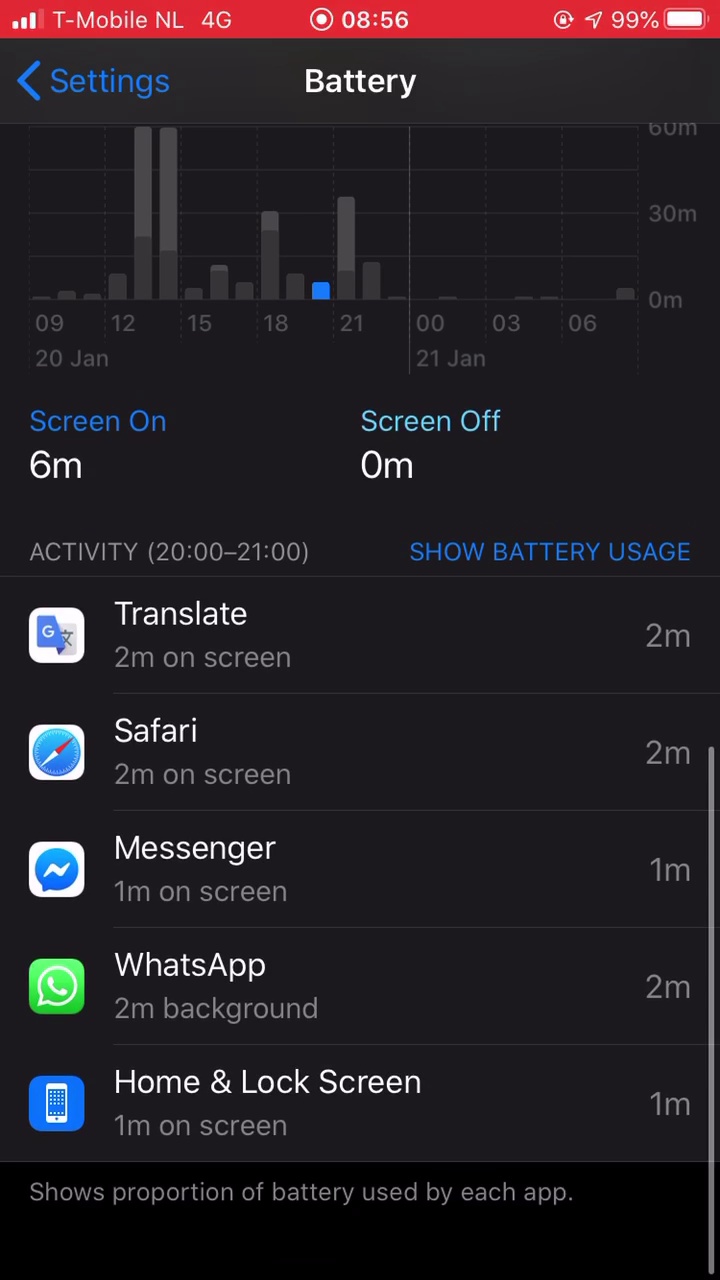 T-Mobile NL 4G 08:56 99%
Settings Battery
60m
30m
0m
09 12 15 18 21 00 03 06
20 Jan 21 Jan
Screen On Screen Off
6m 0m
ACTIVITY (20:00–21:00) SHOW BATTERY USAGE
Translate
2m on screen 2m
Safari
2m on screen 2m
Messenger
1m on screen 1m
WhatsApp
2m background 2m
Home & Lock Screen
1m on screen 1m
Shows proportion of battery used by each app.